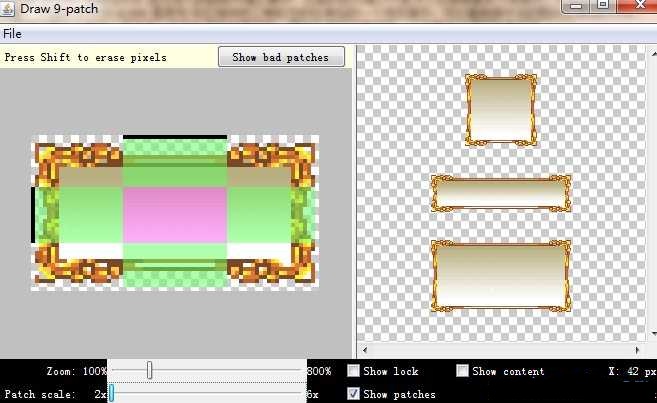 Draw 9-patch
File
Press Shift to erase pixels
Show bad patches
Zoom: 100%
800%
Show lock
Show content
X: 42 px
Patch scale: 2x
6x
Show patches